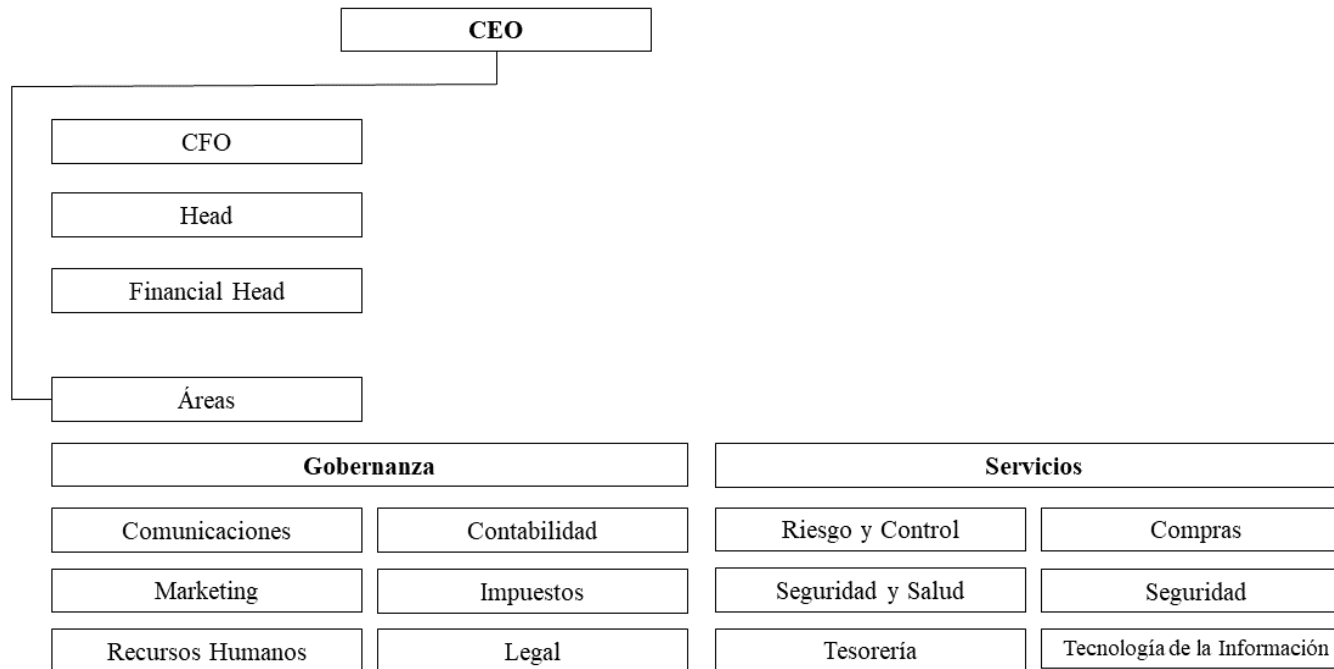 CEO
CFO
Head
Financial Head
Áreas
Gobernanza
Servicios
Comunicaciones
Contabilidad
Riesgo y Control
Compras
Marketing
Impuestos
Seguridad y Salud
Seguridad
Recursos Humanos
Legal
Tesorería
Tecnología de la Información